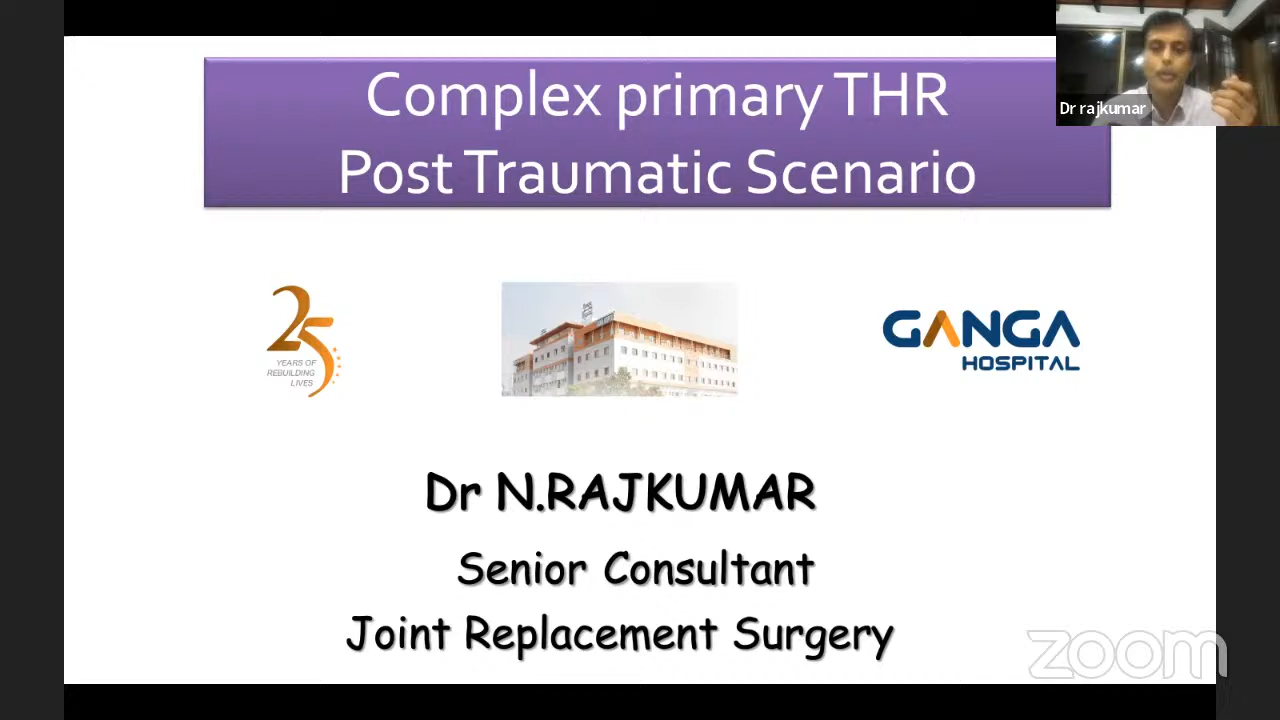 Complex primary THR
Post Traumatic Scenario
Dr rajkumar
25
YEARS OF
REBUILDING
LIVES
GANGA
HOSPITAL
Dr N.RAJKUMAR
Senior Consultant
Joint Replacement Surgery
zoom